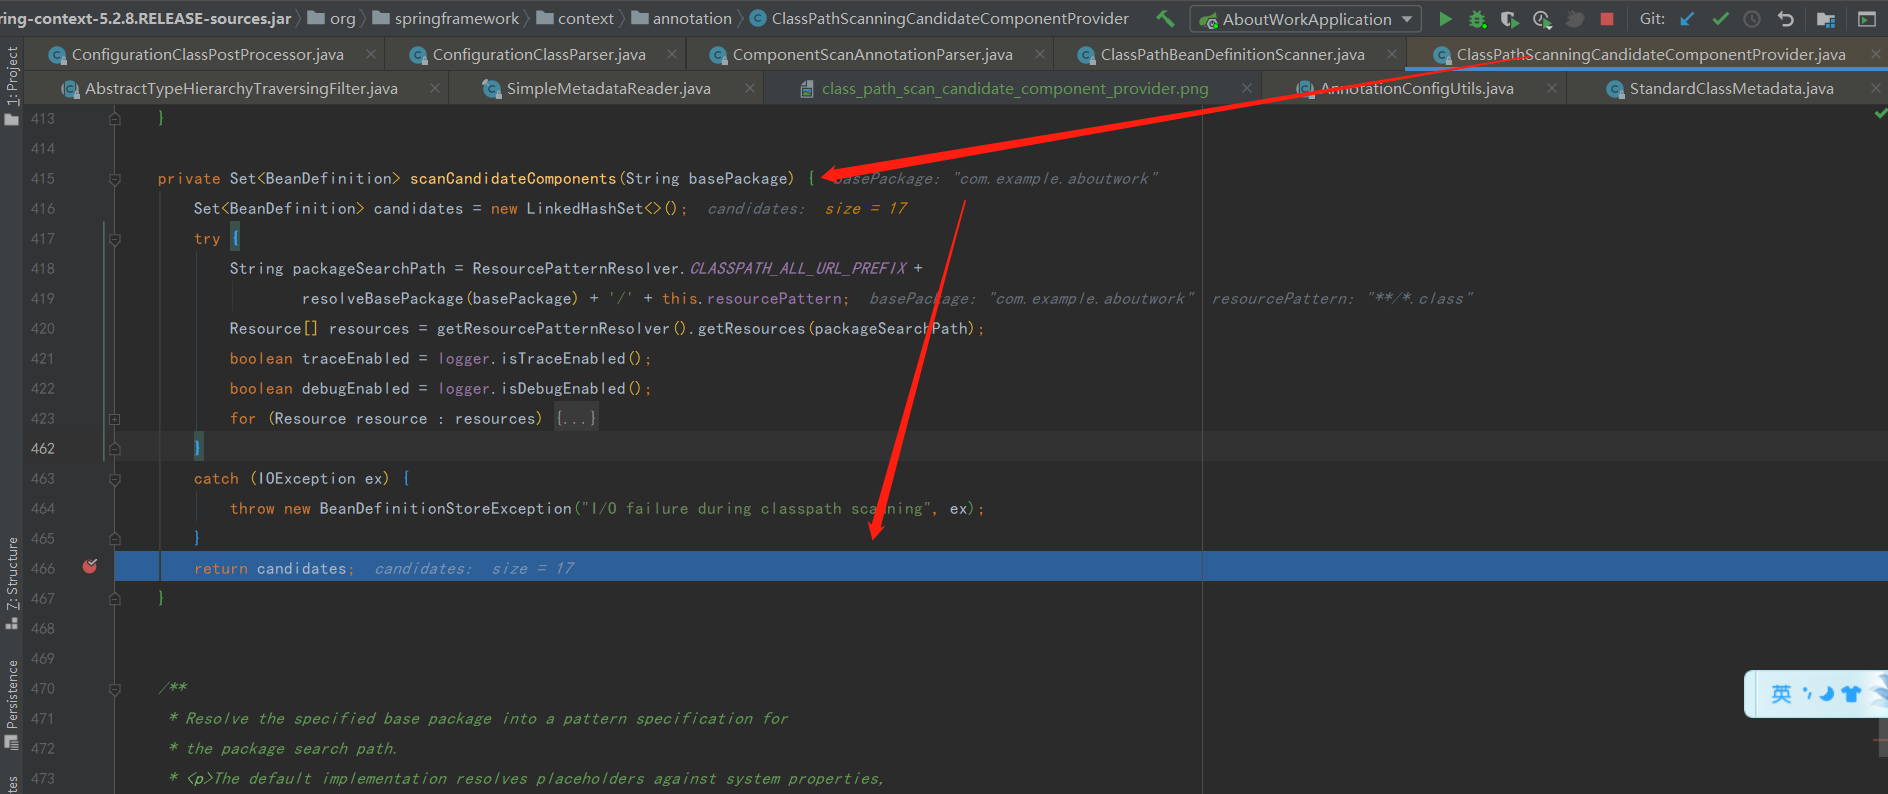 ring-context-5.2.8.RELEASE-sources.jar org springframework context annotation ClassPathScanningCandidateComponentProvider AboutWorkApplication Git:
ConfigurationClassPostProcessor.java ConfigurationClassParser.java ComponentScanAnnotationParser.java ClassPathBeanDefinitionScanner.java ClassPathScanningCandidateComponentProvider.java
AbstractTypeHierarchyTraversingFilter.java SimpleMetadataReader.java class_path_scan_candidate_component_provider.png AnnotationConfigUtils.java StandardClassMetadata.java
1: Project
7: Structure
Persistence
413 }
414
415 private Set<BeanDefinition> scanCandidateComponents(String basePackage) { basePackage: "com.example.aboutwork"
416 Set<BeanDefinition> candidates = new LinkedHashSet<>(); candidates: size = 17
417 try {
418 String packageSearchPath = ResourcePatternResolver.CLASSPATH_ALL_URL_PREFIX +
419 resolveBasePackage(basePackage) + '/' + this.resourcePattern; basePackage: "com.example.aboutwork" resourcePattern: "**/*.class"
420 Resource[] resources = getResourcePatternResolver().getResources(packageSearchPath);
421 boolean traceEnabled = logger.isTraceEnabled();
422 boolean debugEnabled = logger.isDebugEnabled();
423 for (Resource resource : resources) {...}
462 }
463 catch (IOException ex) {
464 throw new BeanDefinitionStoreException("I/O failure during classpath scanning", ex);
465 }
466 return candidates; candidates: size = 17
467 }
468
469
470 /**
471 * Resolve the specified base package into a pattern specification for
472 * the package search path.
473 * <p>The default implementation resolves placeholders against system properties,
英